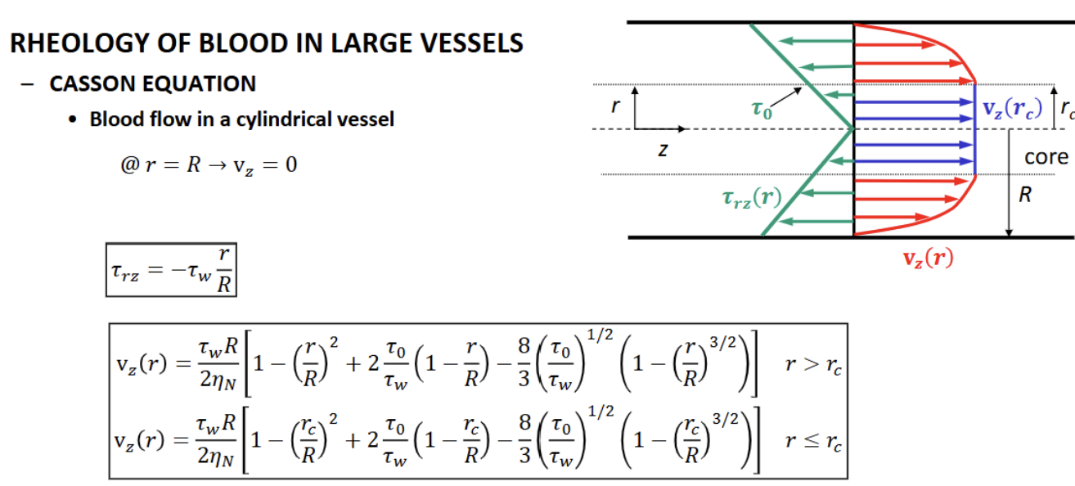 RHEOLOGY OF BLOOD IN LARGE VESSELS
– CASSON EQUATION
• Blood flow in a cylindrical vessel
@ r = R → v_z = 0
τ_rz = −τ_w r/R
v_z(r) = τ_w R/2η_N [1 − (r/R)^2 + 2 τ_0/τ_w (1 − r/R) − 8/3 (τ_0/τ_w)^1/2 (1 − (r/R)^3/2)] r > r_c
v_z(r) = τ_w R/2η_N [1 − (r_c/R)^2 + 2 τ_0/τ_w (1 − r_c/R) − 8/3 (τ_0/τ_w)^1/2 (1 − (r_c/R)^3/2)] r ≤ r_c
r
z
τ_0
τ_rz(r)
v_z(r_c)
r_c
core
R
v_z(r)